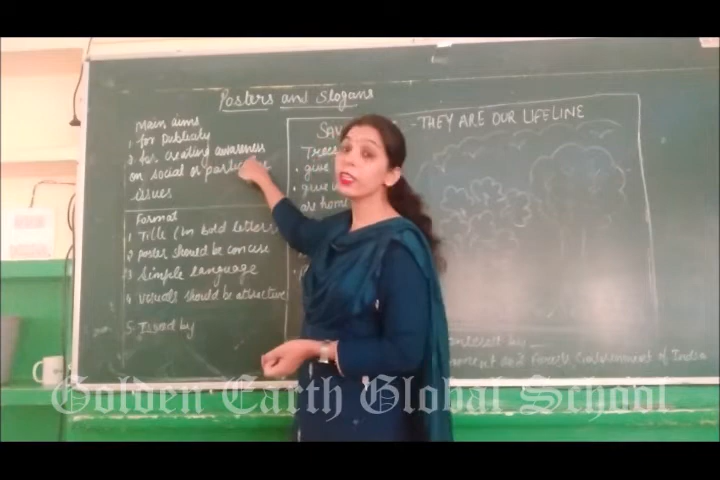 Posters and Slogans
Main aims
1. for Publicity
2. for creating awareness
on social or particular
issues
Format
1 Title (In bold letters
2 poster should be concise
3 Simple language
4 Visuals should be attractive
5. Issued by
SAV - THEY ARE OUR LIFELINE
Trees
• give
• give
are home
by
and Forests, Government of India
Golden Earth Global School